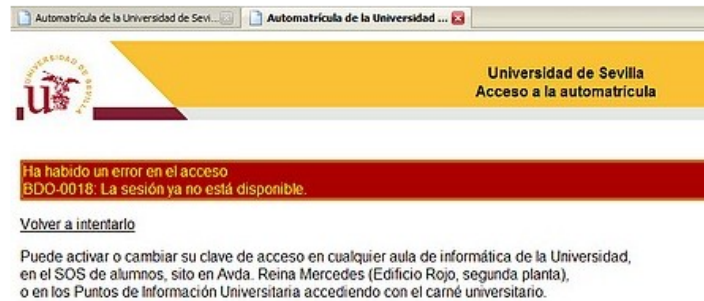 Automatrícula de la Universidad de Sevi...
Automatrícula de la Universidad ...
UNIVERSIDAD DE SEVILLA
Universidad de Sevilla
Acceso a la automatrícula
Ha habido un error en el acceso
BDO-0018: La sesión ya no está disponible.
Volver a intentarlo
Puede activar o cambiar su clave de acceso en cualquier aula de informática de la Universidad,
en el SOS de alumnos, sito en Avda. Reina Mercedes (Edificio Rojo, segunda planta),
o en los Puntos de Información Universitaria accediendo con el carné universitario.